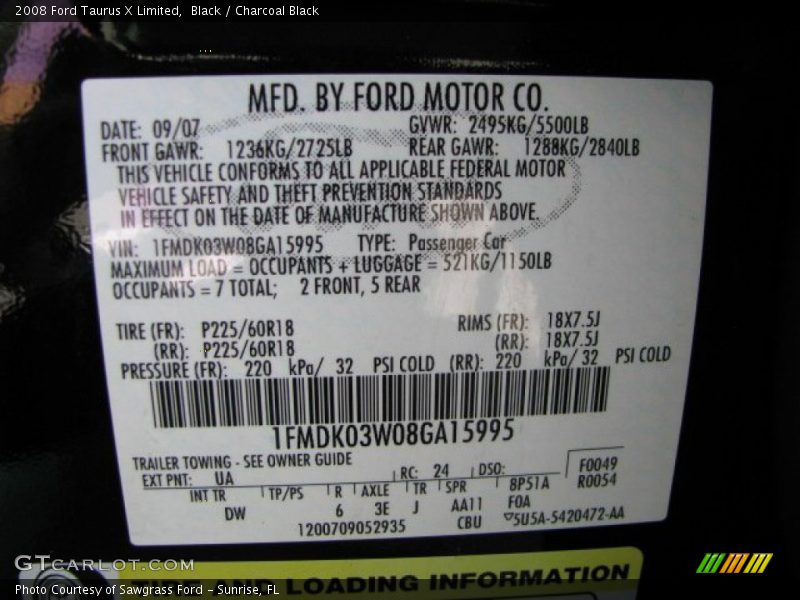 2008 Ford Taurus X Limited, Black / Charcoal Black
MFD. BY FORD MOTOR CO.
DATE: 09/07 GVWR: 2495KG/5500LB
FRONT GAWR: 1236KG/2725LB REAR GAWR: 1288KG/2840LB
THIS VEHICLE CONFORMS TO ALL APPLICABLE FEDERAL MOTOR
VEHICLE SAFETY AND THEFT PREVENTION STANDARDS
IN EFFECT ON THE DATE OF MANUFACTURE SHOWN ABOVE.
VIN: 1FMDK03W08GA15995 TYPE: Passenger Car
MAXIMUM LOAD = OCCUPANTS + LUGGAGE = 521KG/1150LB
OCCUPANTS = 7 TOTAL; 2 FRONT, 5 REAR
TIRE (FR): P225/60R18 RIMS (FR): 18X7.5J
(RR): P225/60R18 (RR): 18X7.5J
PRESSURE (FR): 220 kPa/ 32 PSI COLD (RR): 220 kPa/ 32 PSI COLD
1FMDK03W08GA15995
TRAILER TOWING - SEE OWNER GUIDE F0049
EXT PNT: UA RC: 24 DSO: R0054
INT TR TP/PS R AXLE TR SPR 8P51A
DW 6 3E J AA11 F0A
1200709052935 CBU 5U5A-5420472-AA
GTCARLOT.COM
TIRE AND LOADING INFORMATION
Photo Courtesy of Sawgrass Ford - Sunrise, FL